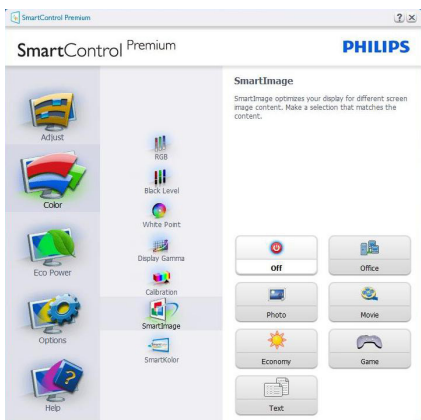 SmartControl Premium
SmartControl Premium
PHILIPS
Adjust
Color
Eco Power
Options
Help
RGB
Black Level
White Point
Display Gamma
Calibration
SmartImage
SmartKolor
SmartImage
SmartImage optimizes your display for different screen
image content. Make a selection that matches the
content.
Off
Office
Photo
Movie
Economy
Game
Text